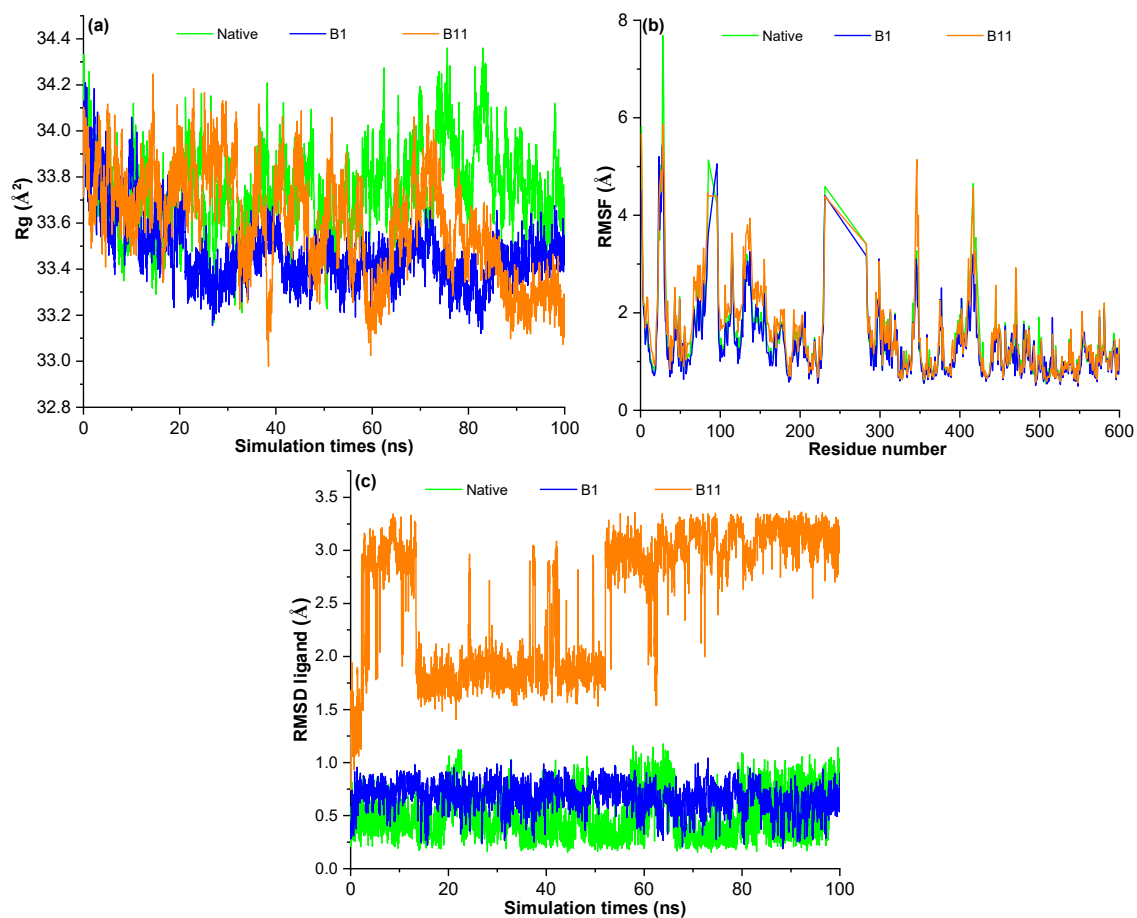 (a)
Native B1 B11
34.4
34.2
34.0
33.8
33.6
33.4
33.2
33.0
32.8
Rg (Å²)
0 20 40 60 80 100
Simulation times (ns)
(b)
Native B1 B11
8
6
4
2
0
RMSF (Å)
0 100 200 300 400 500 600
Residue number
(c)
Native B1 B11
3.5
3.0
2.5
2.0
1.5
1.0
0.5
0.0
RMSD ligand (Å)
0 20 40 60 80 100
Simulation times (ns)